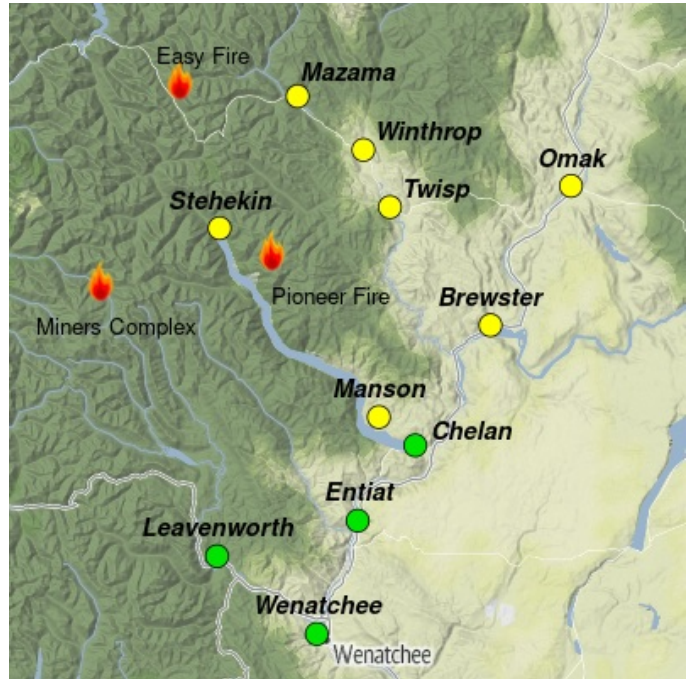 Easy Fire
Mazama
Winthrop
Omak
Stehekin
Twisp
Pioneer Fire
Miners Complex
Brewster
Manson
Chelan
Entiat
Leavenworth
Wenatchee
Wenatchee